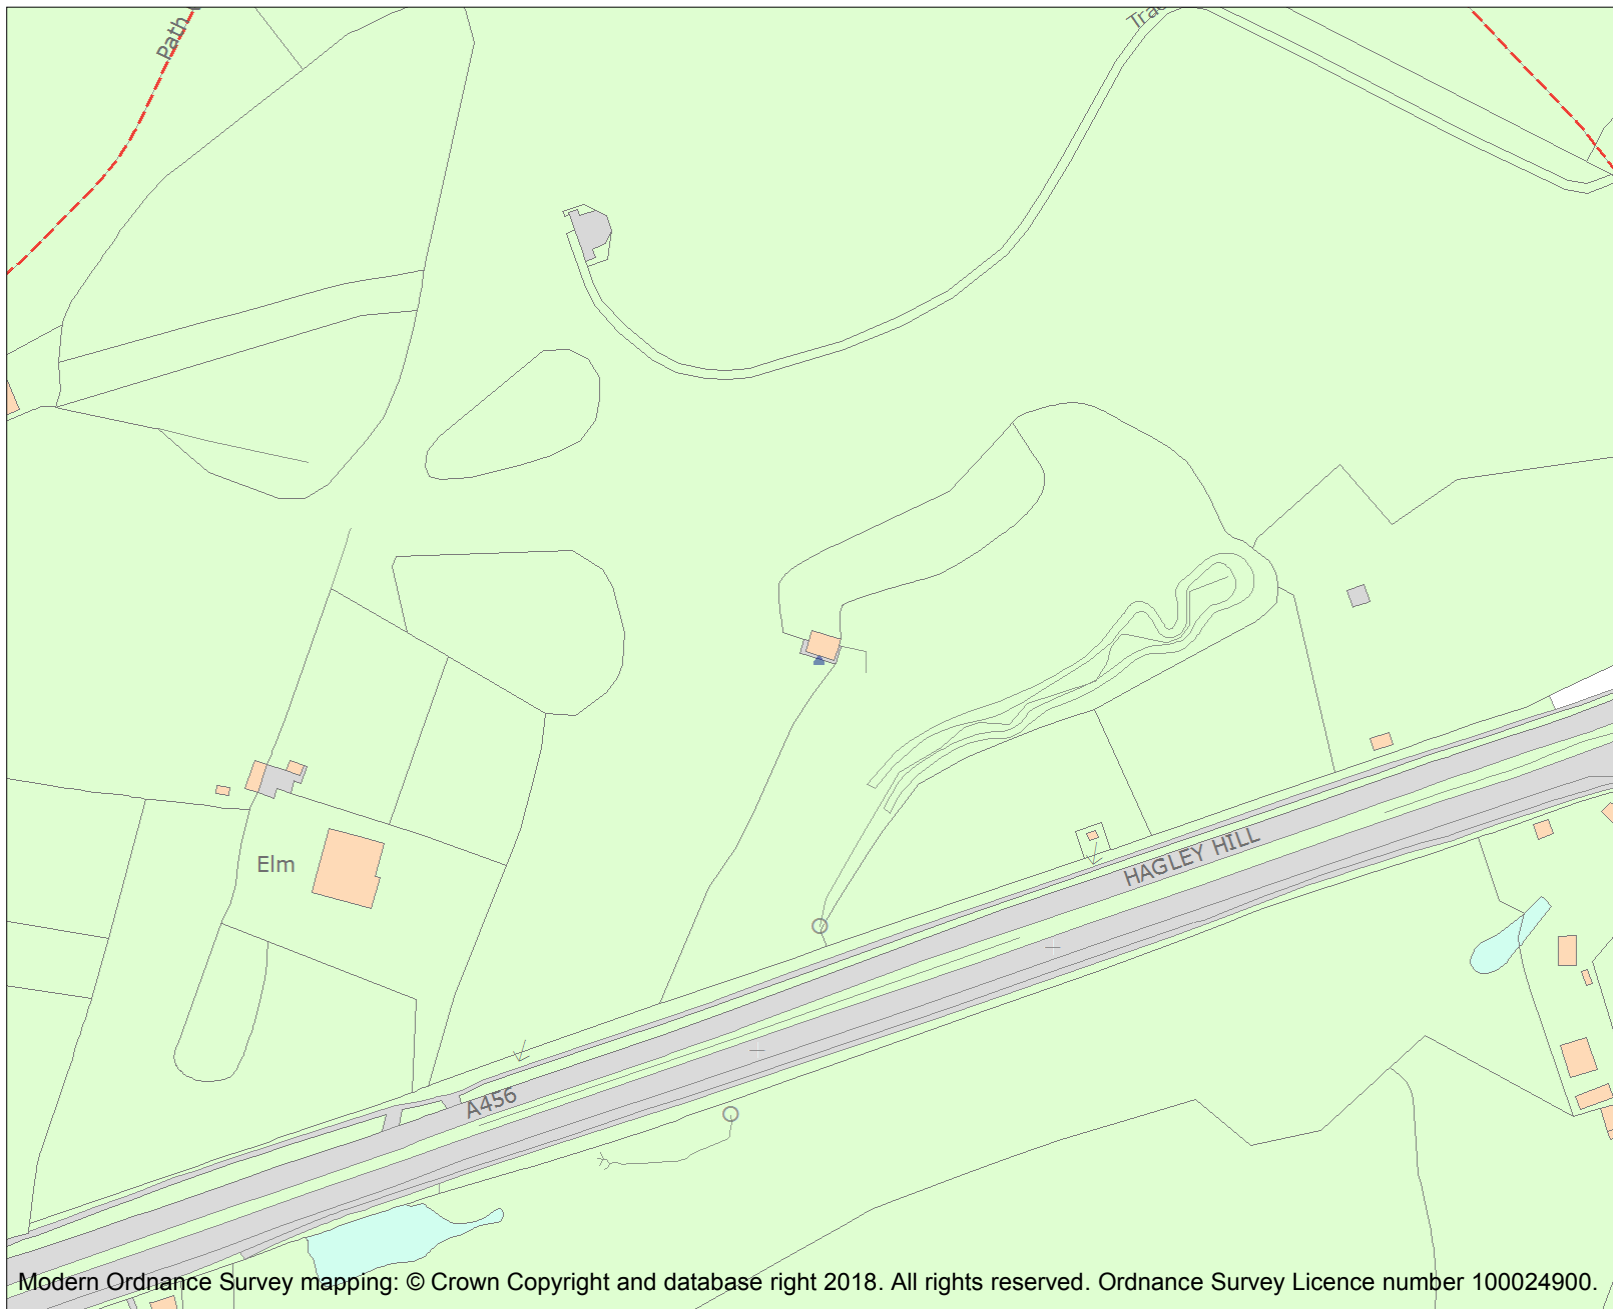 Path
Elm
HAGLEY HILL
A456
Modern Ordnance Survey mapping: © Crown Copyright and database right 2018. All rights reserved. Ordnance Survey Licence number 100024900.